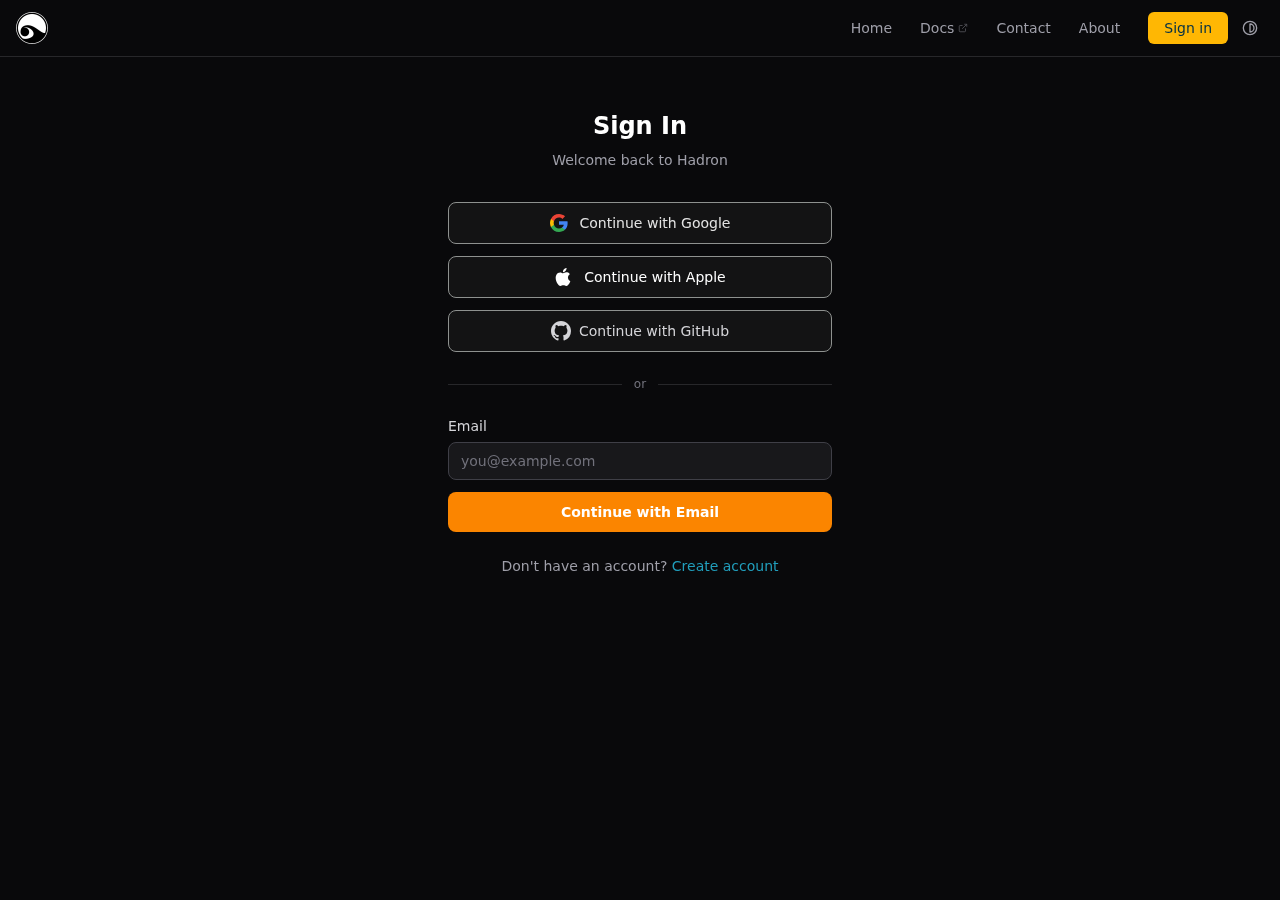 Home
Docs
Contact
About
Sign in
Sign In
Welcome back to Hadron
Continue with Google
Continue with Apple
Continue with GitHub
or
Email
you@example.com
Continue with Email
Don't have an account? Create account